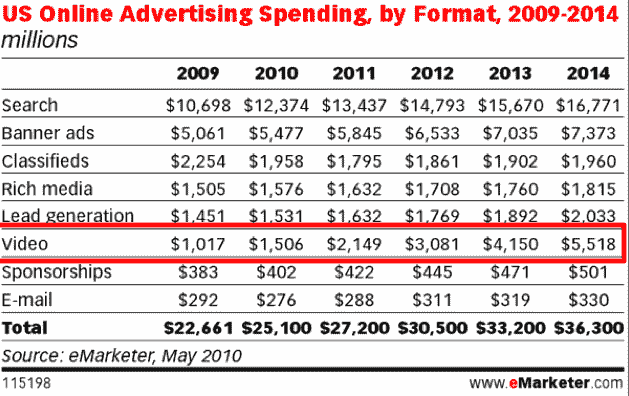 US Online Advertising Spending, by Format, 2009-2014
millions
2009 2010 2011 2012 2013 2014
Search $10,698 $12,374 $13,437 $14,793 $15,670 $16,771
Banner ads $5,061 $5,477 $5,845 $6,533 $7,035 $7,373
Classifieds $2,254 $1,958 $1,795 $1,861 $1,902 $1,960
Rich media $1,505 $1,576 $1,632 $1,708 $1,760 $1,815
Lead generation $1,451 $1,531 $1,632 $1,769 $1,892 $2,033
Video $1,017 $1,506 $2,149 $3,081 $4,150 $5,518
Sponsorships $383 $402 $422 $445 $471 $501
E-mail $292 $276 $288 $311 $319 $330
Total $22,661 $25,100 $27,200 $30,500 $33,200 $36,300
Source: eMarketer, May 2010
115198 www.eMarketer.com